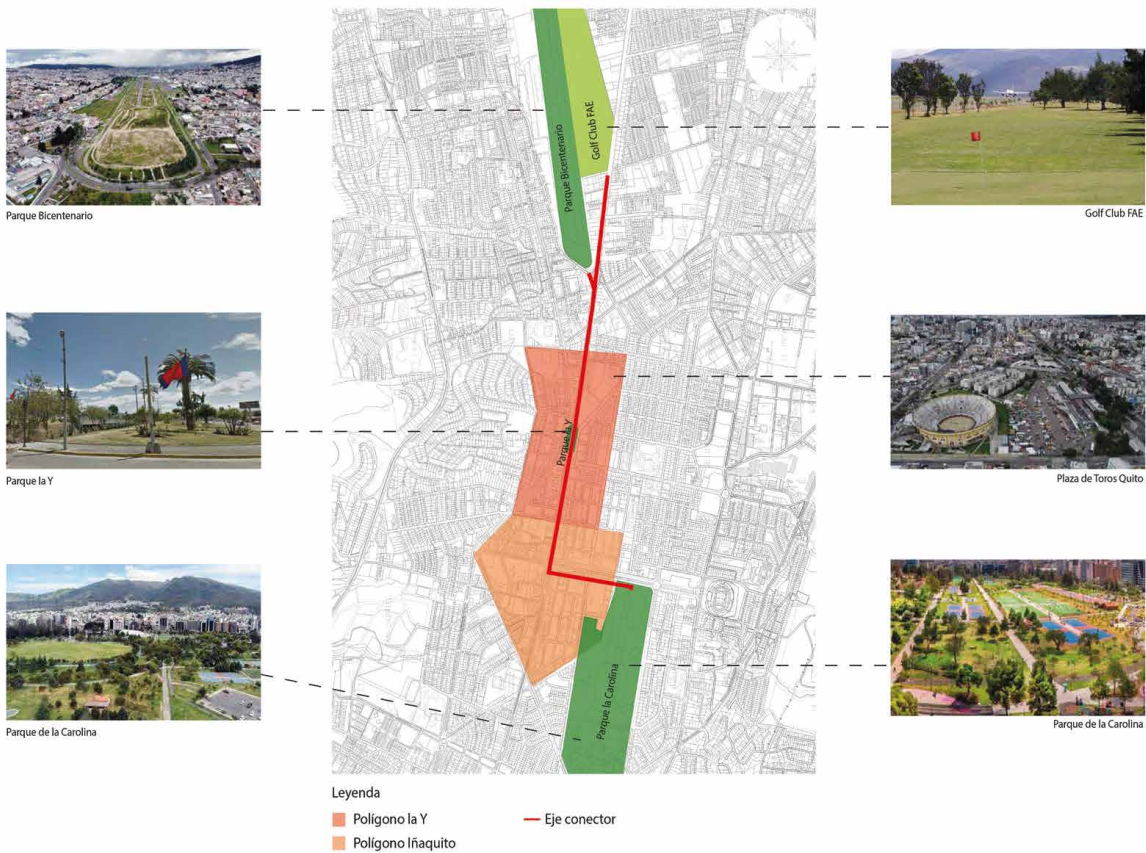 Parque Bicentenario
Parque la Y
Parque de la Carolina
Parque Bicentenario
Golf Club FAE
Parque la Y
Parque la Carolina
Golf Club FAE
Plaza de Toros Quito
Parque de la Carolina
Leyenda
Polígono la Y
Eje conector
Polígono Iñaquito